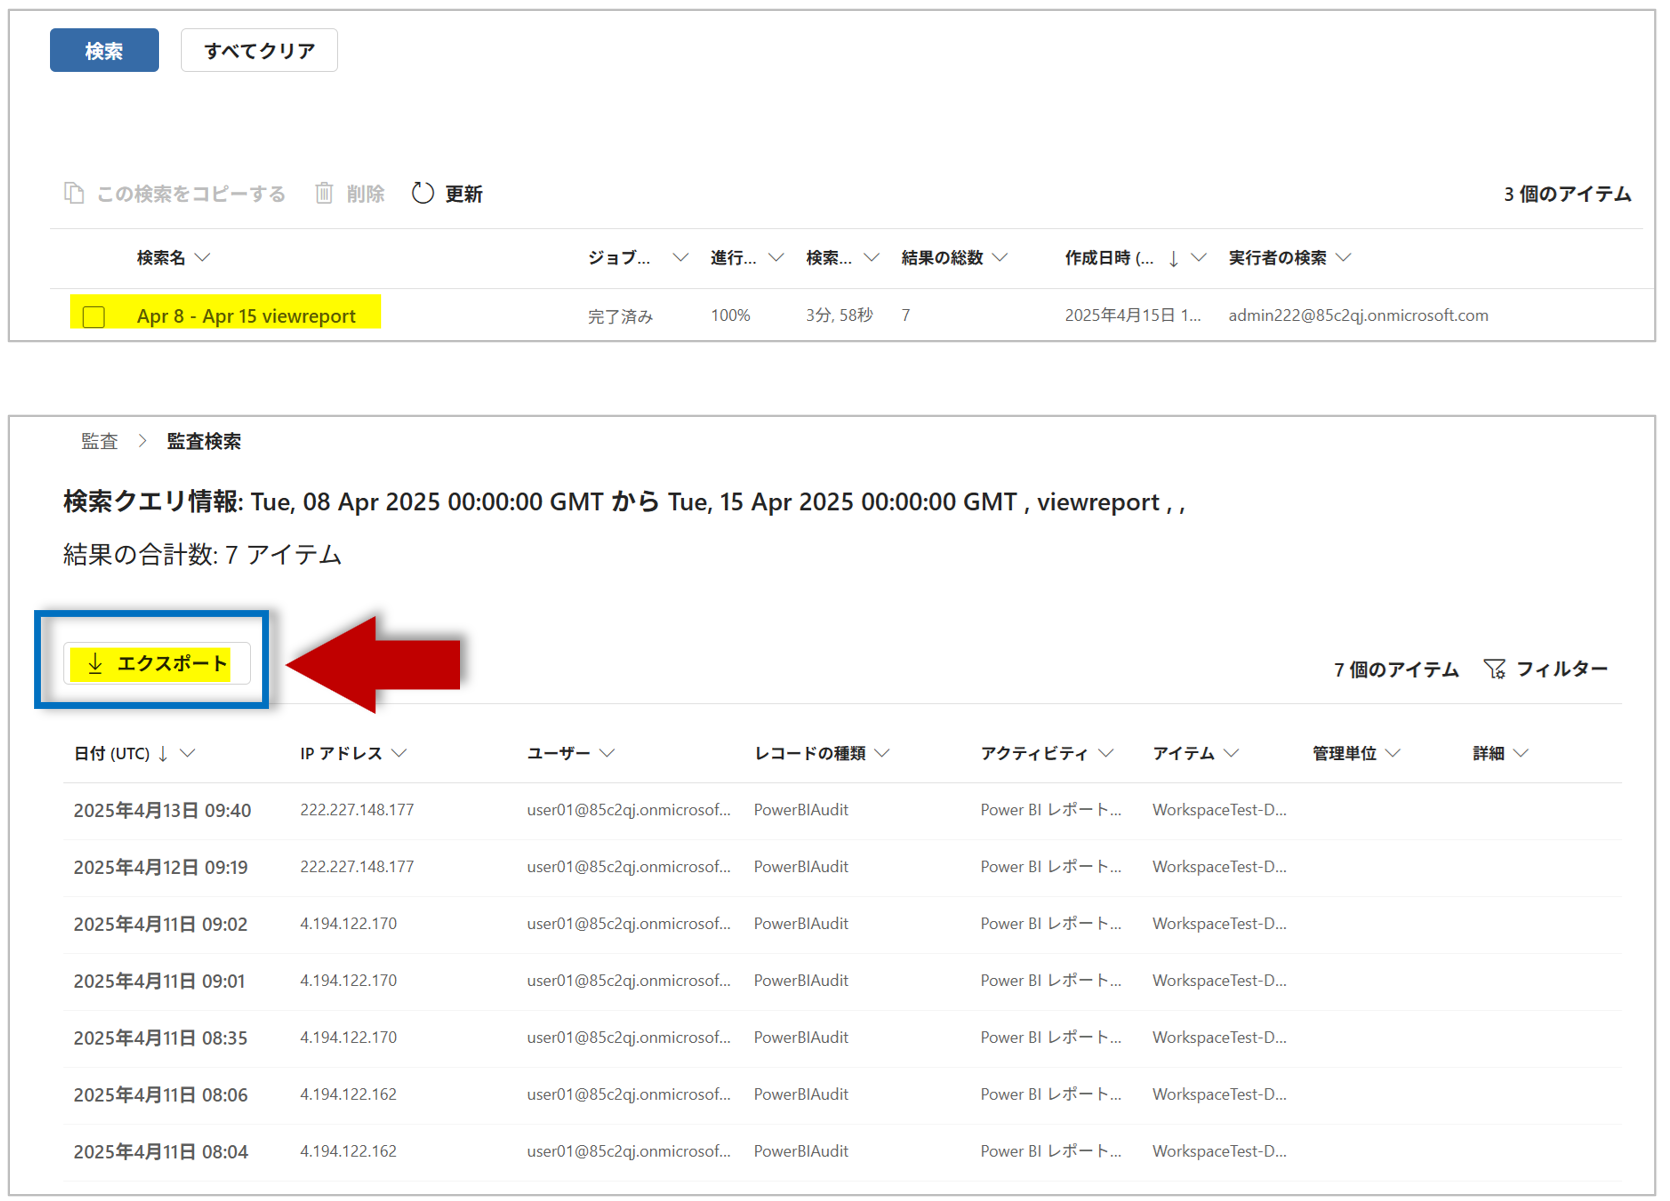 検索 すべてクリア
この検索をコピーする 削除 更新 3 個のアイテム
検索名 ジョブ... 進行... 検索... 結果の総数 作成日時 (... ↓ 実行者の検索
Apr 8 - Apr 15 viewreport 完了済み 100% 3分, 58秒 7 2025年4月15日 1... admin222@85c2qj.onmicrosoft.com
監査 > 監査検索
検索クエリ情報: Tue, 08 Apr 2025 00:00:00 GMT から Tue, 15 Apr 2025 00:00:00 GMT , viewreport , ,
結果の合計数: 7 アイテム
エクスポート 7 個のアイテム フィルター
日付 (UTC) ↓ IP アドレス ユーザー レコードの種類 アクティビティ アイテム 管理単位 詳細
2025年4月13日 09:40 222.227.148.177 user01@85c2qj.onmicrosof... PowerBIAudit Power BI レポート... WorkspaceTest-D...
2025年4月12日 09:19 222.227.148.177 user01@85c2qj.onmicrosof... PowerBIAudit Power BI レポート... WorkspaceTest-D...
2025年4月11日 09:02 4.194.122.170 user01@85c2qj.onmicrosof... PowerBIAudit Power BI レポート... WorkspaceTest-D...
2025年4月11日 09:01 4.194.122.170 user01@85c2qj.onmicrosof... PowerBIAudit Power BI レポート... WorkspaceTest-D...
2025年4月11日 08:35 4.194.122.170 user01@85c2qj.onmicrosof... PowerBIAudit Power BI レポート... WorkspaceTest-D...
2025年4月11日 08:06 4.194.122.162 user01@85c2qj.onmicrosof... PowerBIAudit Power BI レポート... WorkspaceTest-D...
2025年4月11日 08:04 4.194.122.162 user01@85c2qj.onmicrosof... PowerBIAudit Power BI レポート... WorkspaceTest-D...